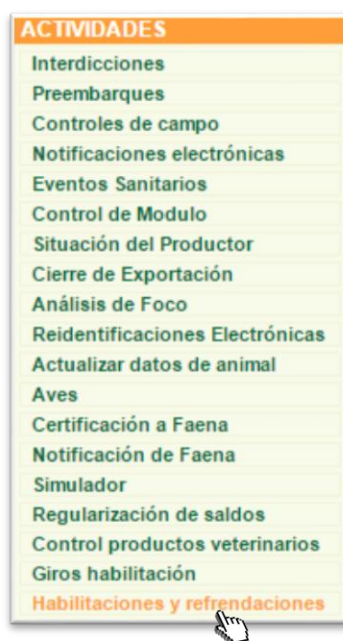 ACTIVIDADES
Interdicciones
Preembarques
Controles de campo
Notificaciones electrónicas
Eventos Sanitarios
Control de Modulo
Situación del Productor
Cierre de Exportación
Análisis de Foco
Reidentificaciones Electrónicas
Actualizar datos de animal
Aves
Certificación a Faena
Notificación de Faena
Simulador
Regularización de saldos
Control productos veterinarios
Giros habilitación
Habilitaciones y refrendaciones